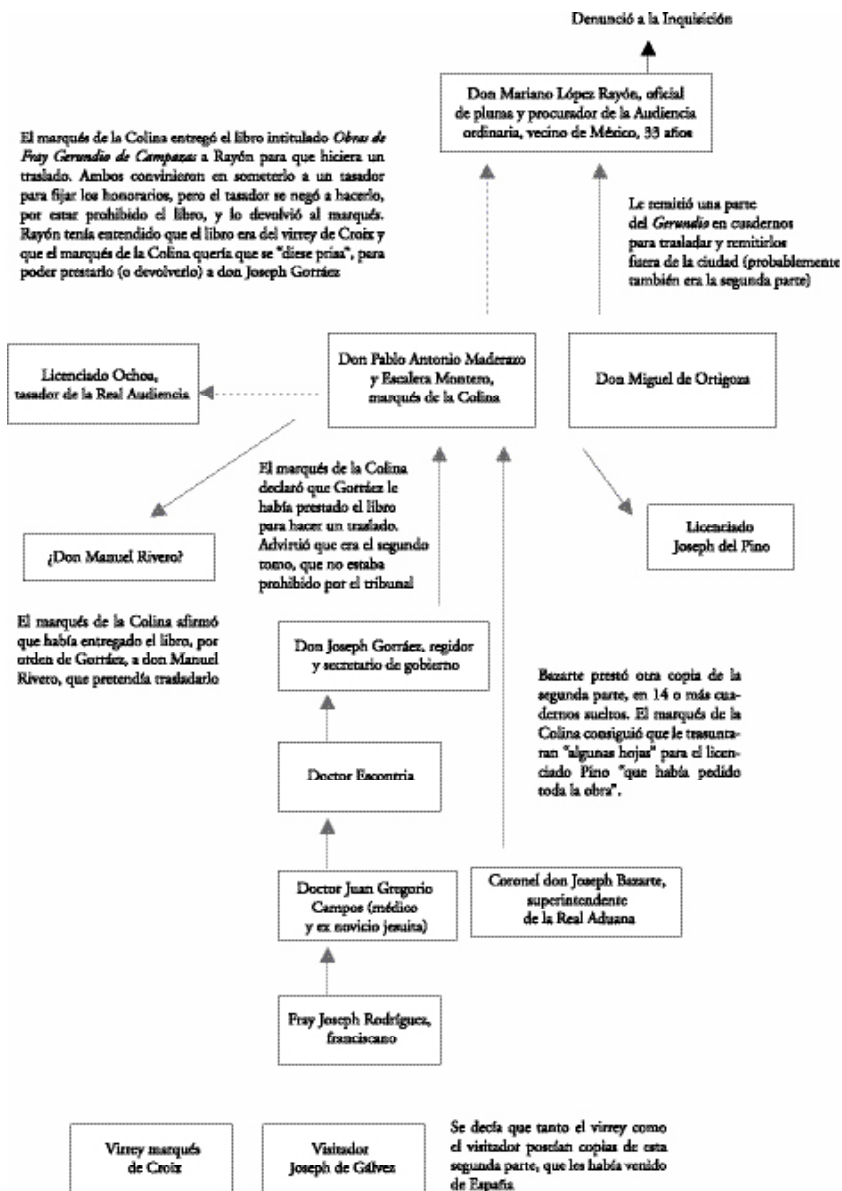 Denunció a la Inquisición
Don Mariano López Rayón, oficial
de pluma y procurador de la Audiencia
ordinaria, vecino de México, 33 años
El marqués de la Colina entregó el libro intitulado Obras de
Fray Gerundio de Campazas a Rayón para que hiciera un
traslado. Ambos convinieron en someterlo a un tasador
para fijar los honorarios, pero el tasador se negó a hacerlo,
por estar prohibido el libro, y lo devolvió al marqués.
Rayón tenía entendido que el libro era del virrey de Croix y
que el marqués de la Colina quería que se "diese prisa", para
poder prestarlo (o devolverlo) a don Joseph Gorráez
Le remitió una parte
del Gerundio en cuadernos
para trasladar y remitirlos
fuera de la ciudad (probablemente
también era la segunda parte)
Licenciado Ochoa,
tasador de la Real Audiencia
Don Pablo Antonio Maderazo
y Escalera Montero,
marqués de la Colina
Don Miguel de Ortigoza
El marqués de la Colina
declaró que Gorráez le
había prestado el libro
para hacer un traslado.
Advirtió que era el segundo
tomo, que no estaba
prohibido por el tribunal
¿Don Manuel Rivero?
Licenciado
Joseph del Pino
El marqués de la Colina afirmó
que había entregado el libro, por
orden de Gorráez, a don Manuel
Rivero, que pretendía trasladarlo
Don Joseph Gorráez, regidor
y secretario de gobierno
Bazarte prestó otra copia de la
segunda parte, en 14 o más cua-
dernos sueltos. El marqués de la
Colina consiguió que le trasunta-
ran "algunas hojas" para el licen-
ciado Pino "que había pedido
toda la obra".
Doctor Escontria
Doctor Juan Gregorio
Campos (médico
y ex novicio jesuita)
Coronel don Joseph Bazarte,
superintendente
de la Real Aduana
Fray Joseph Rodríguez,
franciscano
Virrey marqués
de Croix
Visitador
Joseph de Gálvez
Se decía que tanto el virrey como
el visitador poseían copias de esta
segunda parte, que les había venido
de España